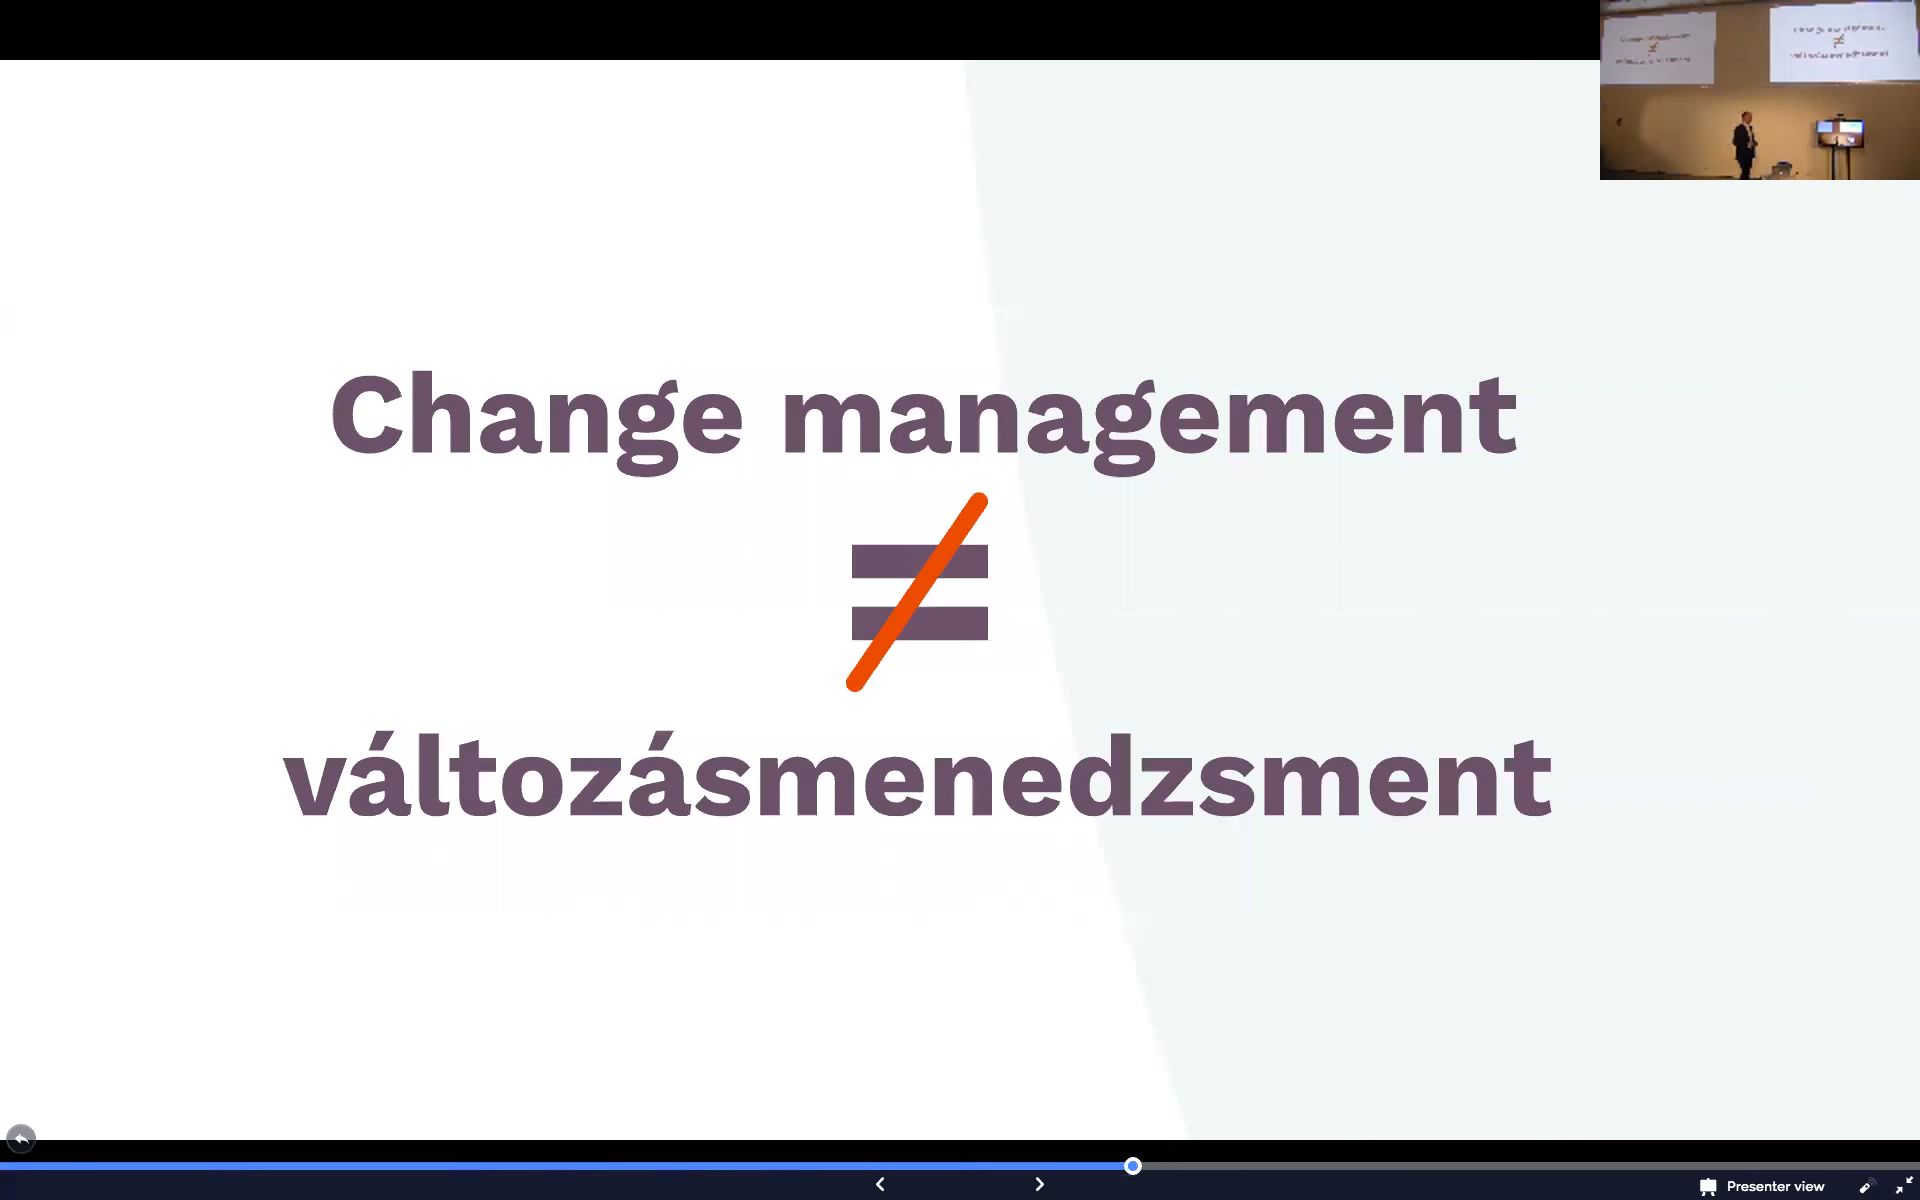 Change management
≠
változásmenedzsment
Presenter view